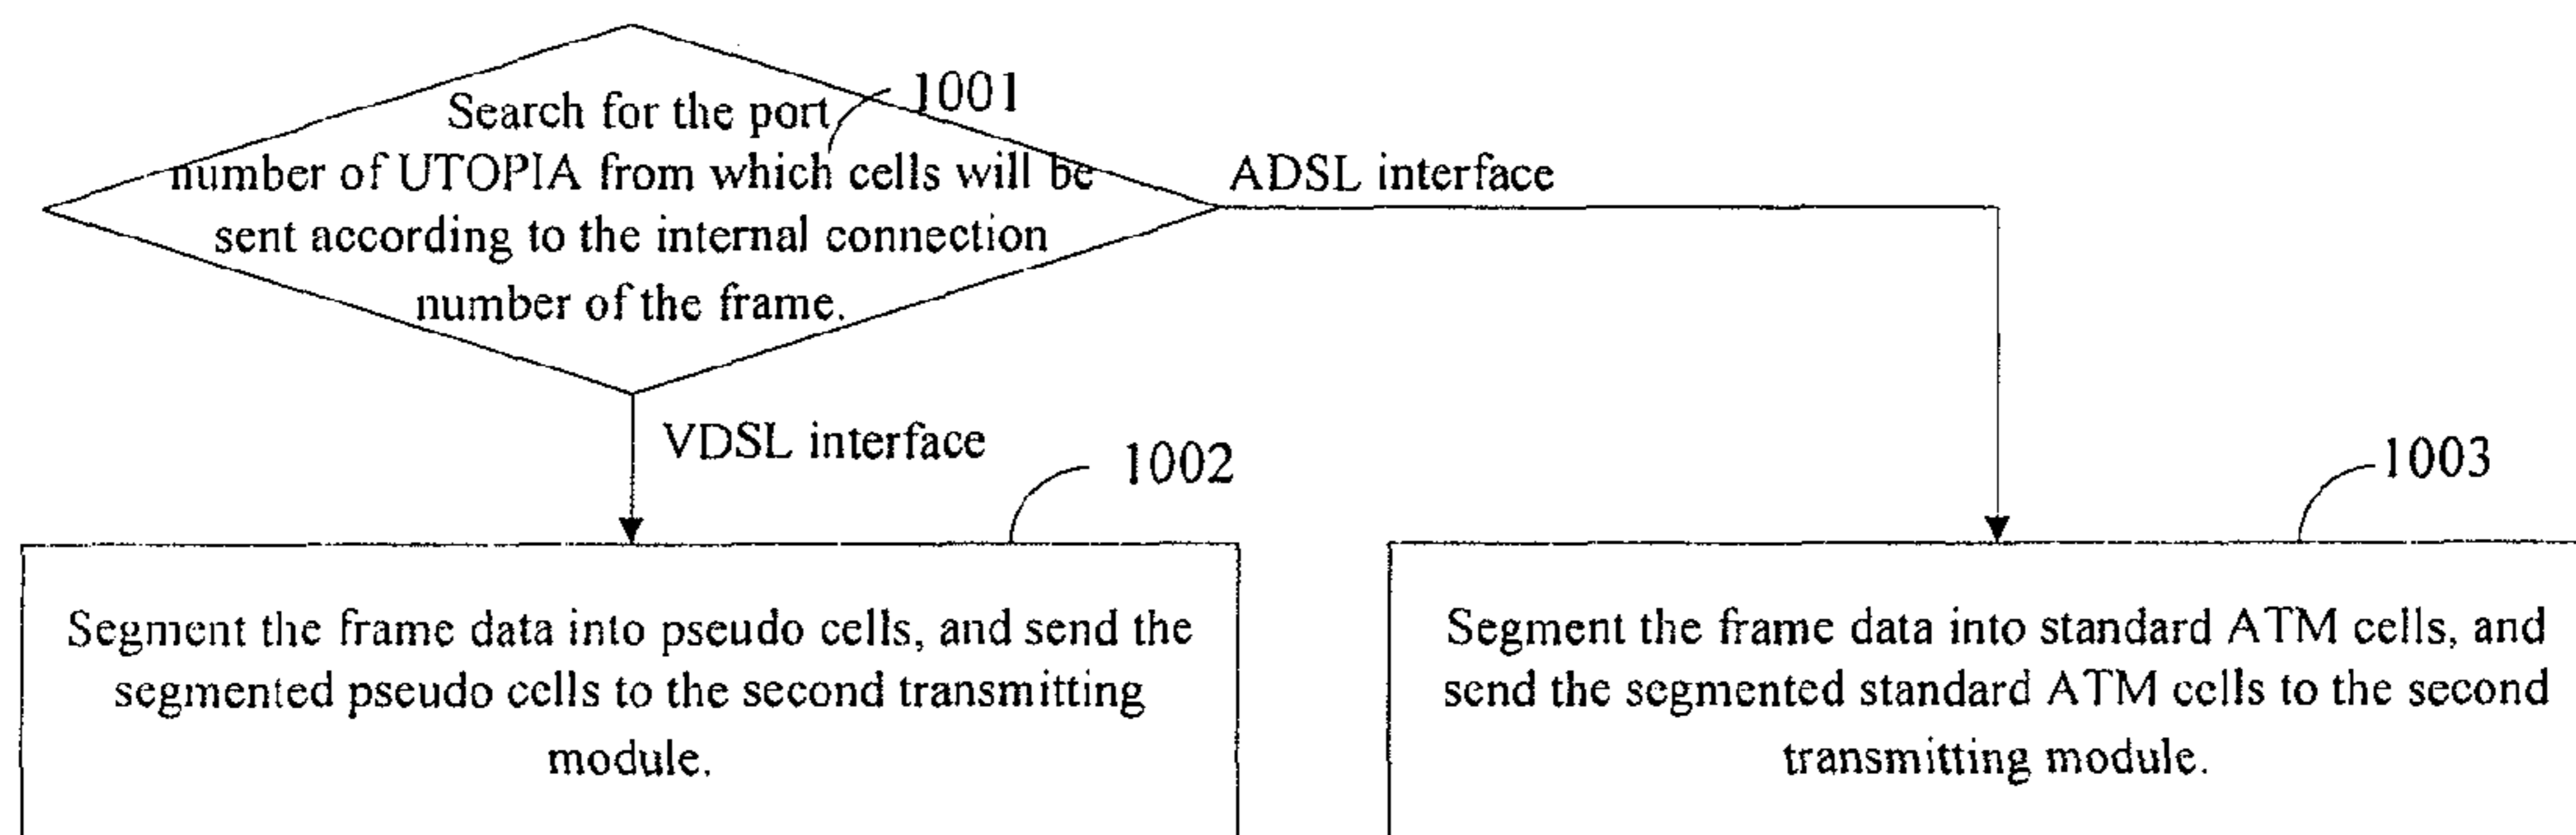 1001
Search for the port
number of UTOPIA from which cells will be
sent according to the internal connection
number of the frame.
ADSL interface
VDSL interface
1002
1003
Segment the frame data into pseudo cells, and send the
segmented pseudo cells to the second transmitting
module.
Segment the frame data into standard ATM cells, and
send the segmented standard ATM cells to the second
transmitting module.